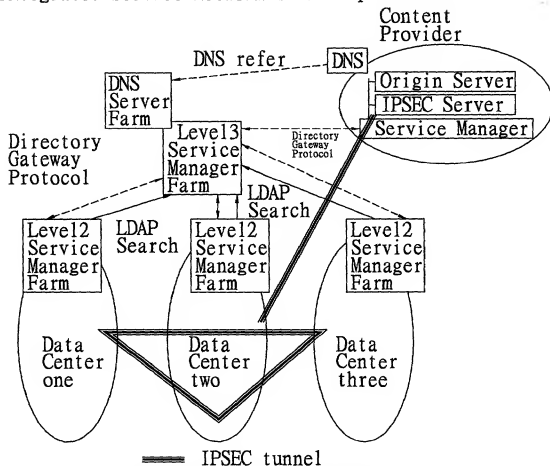 Content
Provider
DNS refer
DNS
DNS
Server
Farm
Origin Server
IPSEC Server
Service Manager
Level3
Service
Manager
Farm
Directory
Gateway
Protocol
Directory
Gateway
Protocol
LDAP
Search
LDAP
Search
Level2
Service
Manager
Farm
Level2
Service
Manager
Farm
Level2
Service
Manager
Farm
Data
Center
one
Data
Center
two
Data
Center
three
IPSEC tunnel